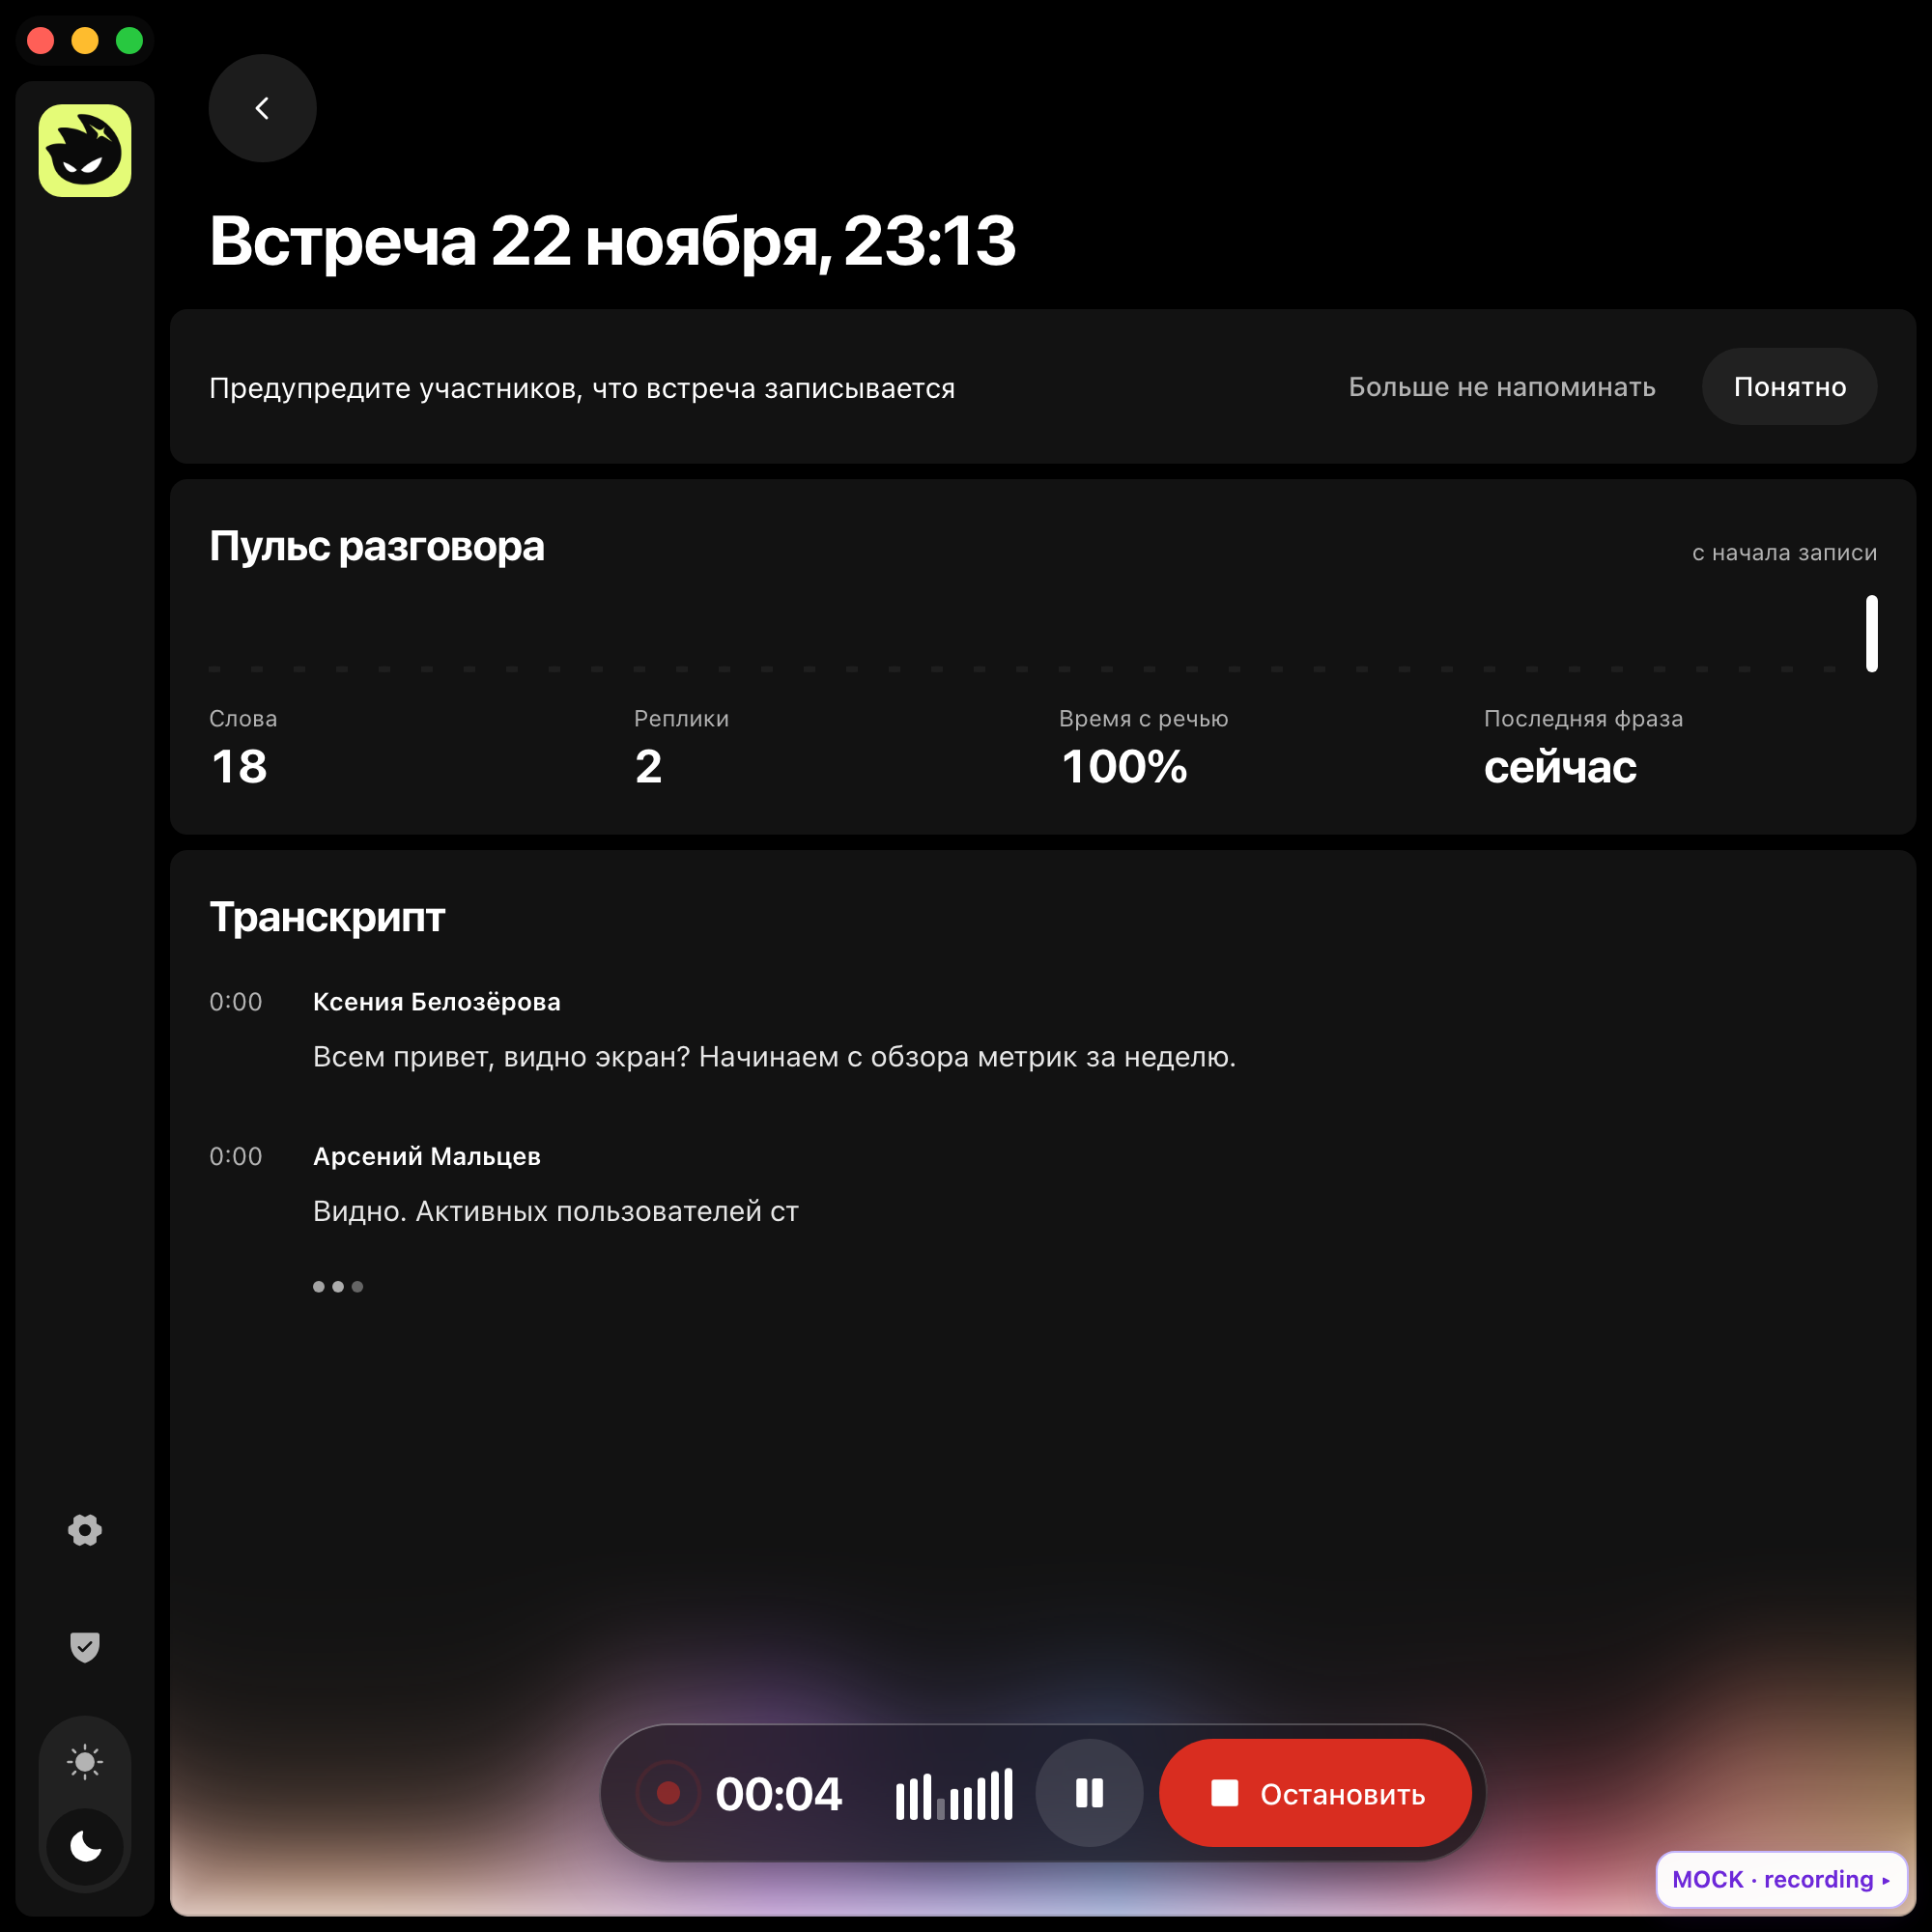 Встреча 22 ноября, 23:13
Предупредите участников, что встреча записывается
Больше не напоминать
Понятно
Пульс разговора
с начала записи
Слова
18
Реплики
2
Время с речью
100%
Последняя фраза
сейчас
Транскрипт
0:00 Ксения Белозёрова
Всем привет, видно экран? Начинаем с обзора метрик за неделю.
0:00 Арсений Мальцев
Видно. Активных пользователей ст
00:04
Остановить
MOCK · recording ▸